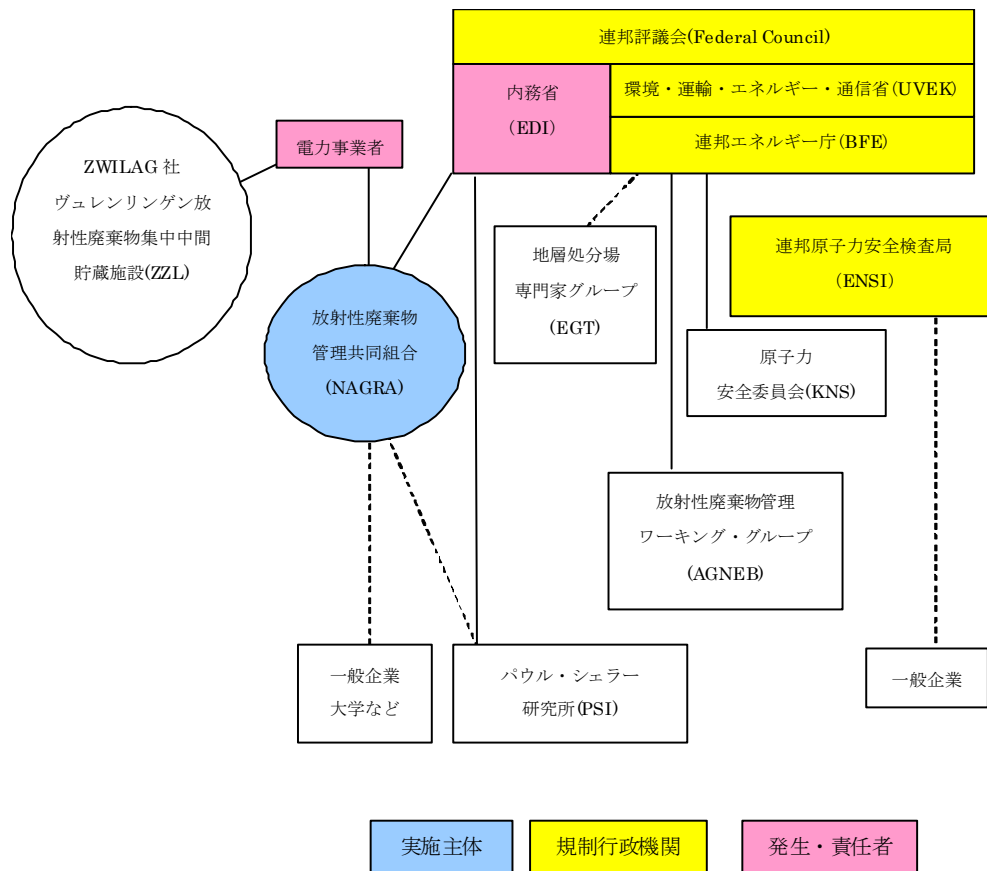 連邦評議会(Federal Council)
内務省
（EDI）
環境・運輸・エネルギー・通信省(UVEK)
連邦エネルギー庁(BFE)
電力事業者
ZWILAG 社
ヴュレンリンゲン放
射性廃棄物集中中間
貯蔵施設(ZZL)
地層処分場
専門家グループ
(EGT)
連邦原子力安全検査局
（ENSI）
放射性廃棄物
管理共同組合
(NAGRA)
原子力
安全委員会(KNS)
放射性廃棄物管理
ワーキング・グループ
(AGNEB)
一般企業
大学など
パウル・シェラー
研究所(PSI)
一般企業
実施主体
規制行政機関
発生・責任者